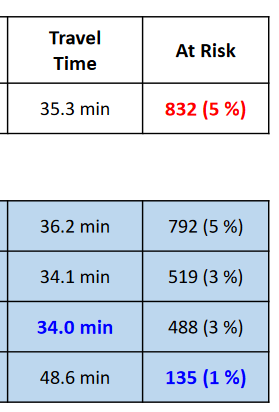 Travel
Time
At Risk
35.3 min
832 (5 %)
36.2 min
792 (5 %)
34.1 min
519 (3 %)
34.0 min
488 (3 %)
48.6 min
135 (1 %)